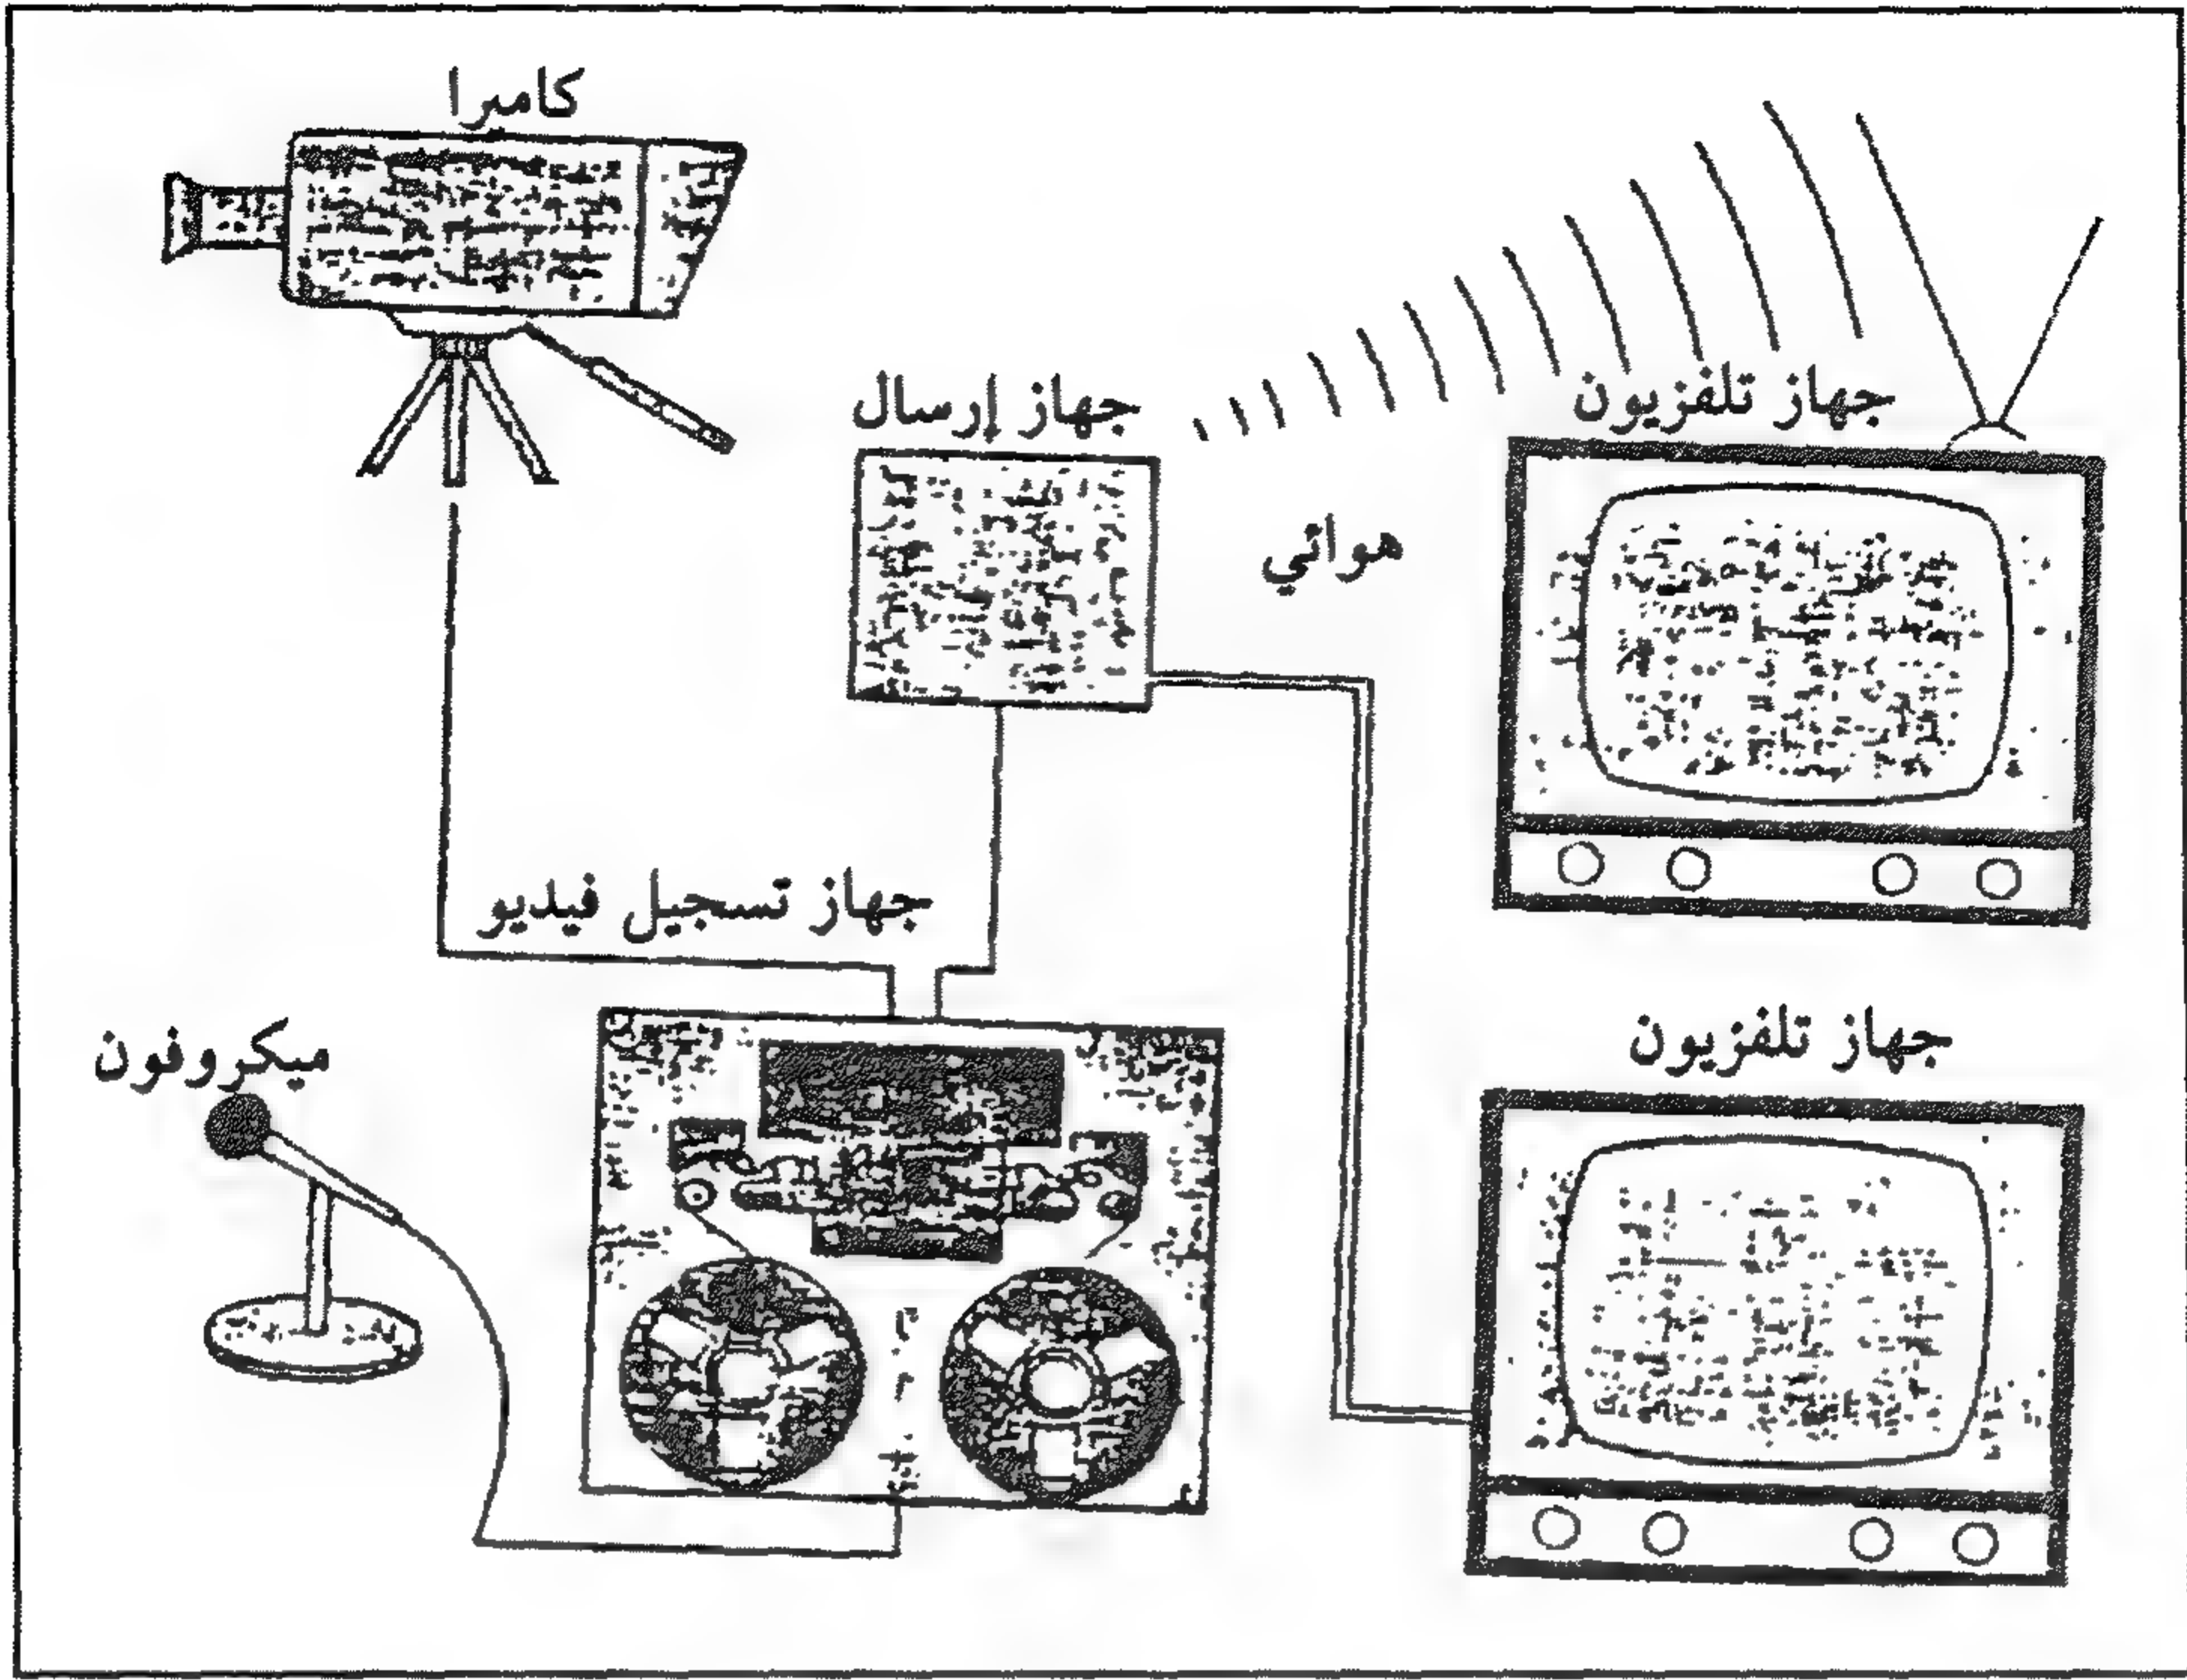 كاميرا
جهاز إرسال
جهاز تلفزيون
هوائي
جهاز تسجيل فيديو
ميكروفون
جهاز تلفزيون